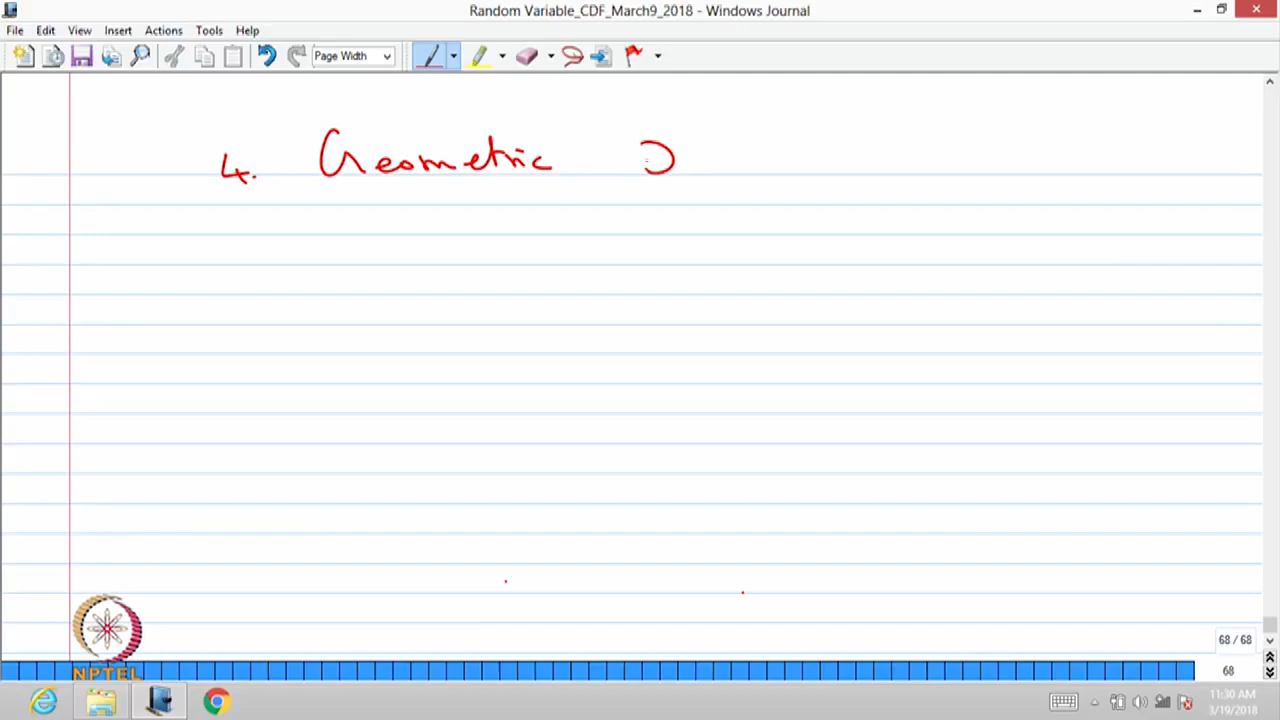 Random Variable_CDF_March9_2018 - Windows Journal
File Edit View Insert Actions Tools Help
Page Width
4. Geometric D
68 / 68
68
NPTEL
11:30 AM
3/19/2018